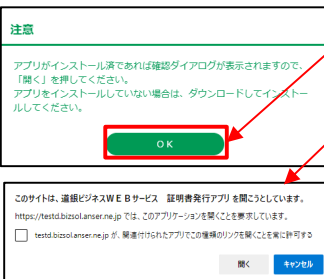 注意
アプリがインストール済であれば確認ダイアログが表示されますので、
「開く」を押してください。
アプリをインストールしていない場合は、ダウンロードしてインストー
ルしてください。
OK
このサイトは、道銀ビジネスＷＥＢサービス 証明書発行アプリ を開こうとしています。
https://testd.bizsol.anser.ne.jp では、このアプリケーションを開くことを要求しています。
testd.bizsol.anser.ne.jp が、関連付けられたアプリでこの種類のリンクを開くことを常に許可する
開く
キャンセル